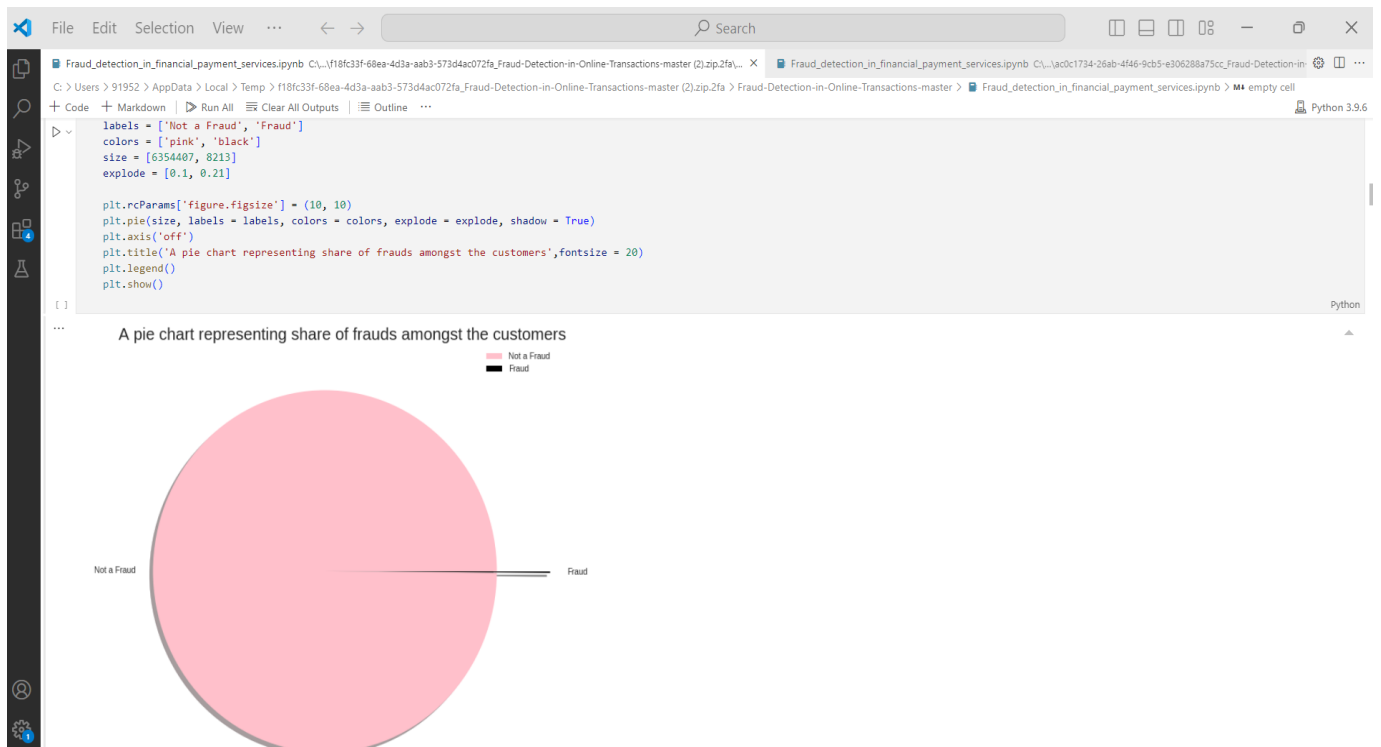 File Edit Selection View ··· Search
Fraud_detection_in_financial_payment_services.ipynb C:\...\f18fc33f-68ea-4d3a-aab3-573d4ac072fa_Fraud-Detection-in-Online-Transactions-master (2).zip.2fa\... Fraud_detection_in_financial_payment_services.ipynb C:\...\ac0c1734-26ab-4f46-9cb5-e306288a75cc_Fraud-Detection-in-
C: > Users > 91952 > AppData > Local > Temp > f18fc33f-68ea-4d3a-aab3-573d4ac072fa_Fraud-Detection-in-Online-Transactions-master (2).zip.2fa > Fraud-Detection-in-Online-Transactions-master > Fraud_detection_in_financial_payment_services.ipynb > M↓ empty cell
+ Code + Markdown | Run All Clear All Outputs | Outline ··· Python 3.9.6
labels = ['Not a Fraud', 'Fraud']
colors = ['pink', 'black']
size = [6354407, 8213]
explode = [0.1, 0.21]
plt.rcParams['figure.figsize'] = (10, 10)
plt.pie(size, labels = labels, colors = colors, explode = explode, shadow = True)
plt.axis('off')
plt.title('A pie chart representing share of frauds amongst the customers',fontsize = 20)
plt.legend()
plt.show()
[ ] Python
...
A pie chart representing share of frauds amongst the customers
Not a Fraud
Fraud
Not a Fraud
Fraud
4
1